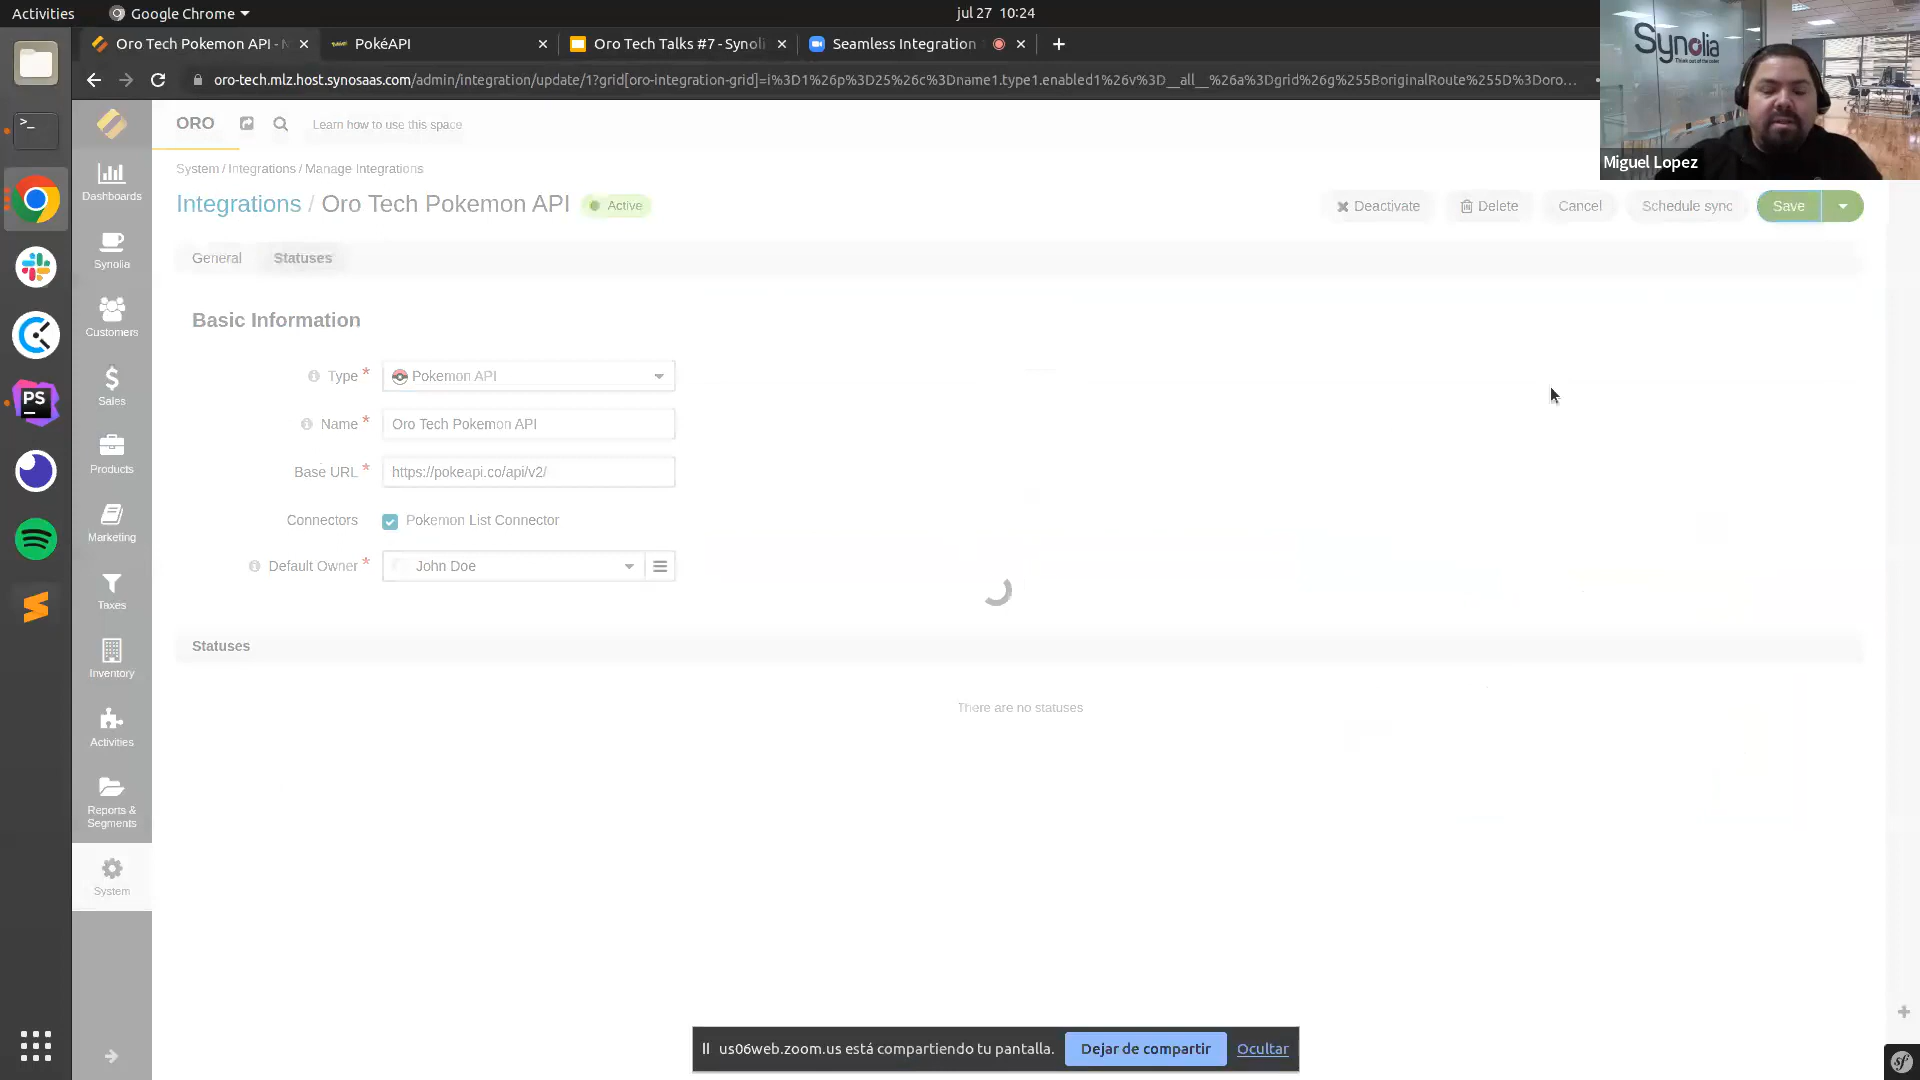 Activities
Google Chrome
jul 27 10:24
Oro Tech Pokemon API - N
PokéAPI
Oro Tech Talks #7 - Synoli
Seamless Integration
oro-tech.mlz.host.synosaas.com/admin/integration/update/1?grid[oro-integration-grid]=i%3D1%26p%3D25%26c%3Dname1.type1.enabled1%26v%3D__all__%26a%3Dgrid%26g%255BoriginalRoute%255D%3Doro...
Synolia
Miguel Lopez
ORO
Learn how to use this space
System / Integrations / Manage Integrations
Integrations / Oro Tech Pokemon API
Active
Deactivate
Delete
Cancel
Schedule sync
Save
General
Statuses
Dashboards
Synolia
Customers
Sales
Products
Marketing
Taxes
Inventory
Activities
Reports &
Segments
System
PS
Basic Information
Type *
Pokemon API
Name *
Oro Tech Pokemon API
Base URL *
https://pokeapi.co/api/v2/
Connectors
Pokemon List Connector
Default Owner *
John Doe
Statuses
There are no statuses
us06web.zoom.us está compartiendo tu pantalla.
Dejar de compartir
Ocultar
sf